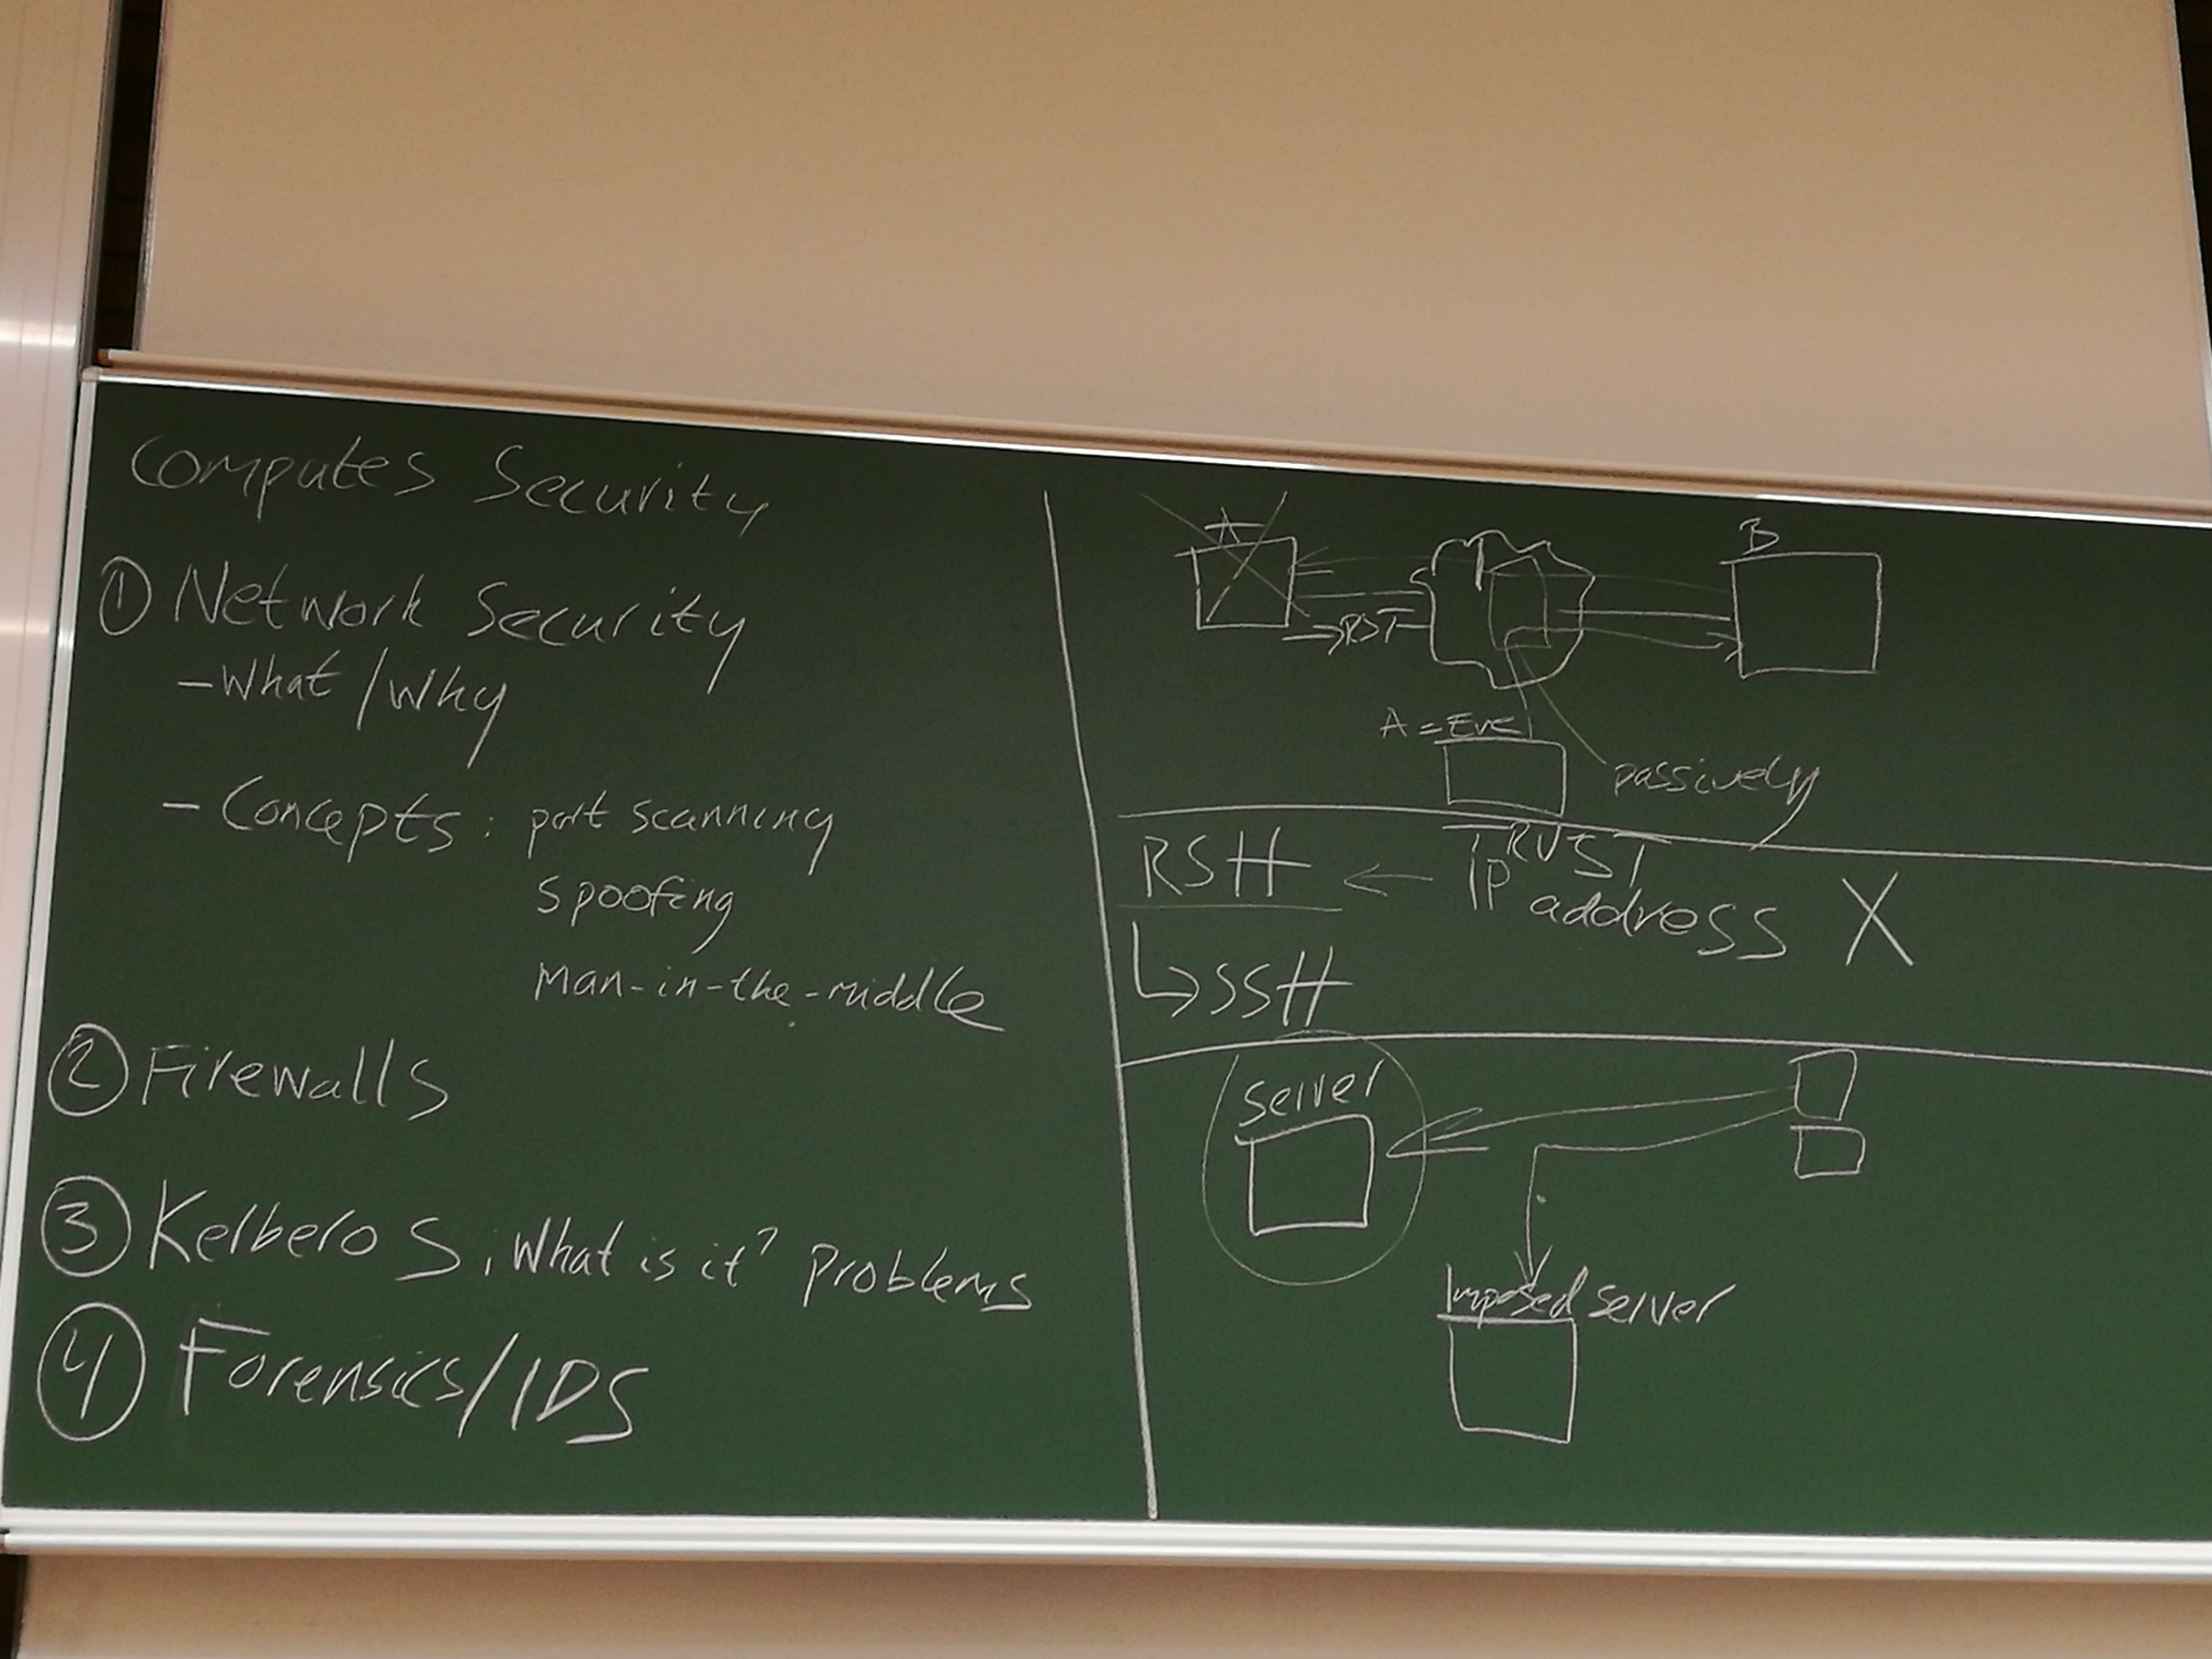 Computes Security
① Network Security
- What / Why
- Concepts : port scanning
spoofing
man-in-the-middle
② Firewalls
③ Kelberos ; What is it? Problems
④ Forensics/IDS
A
B
→RST
A = Eve
passively
TRUST
RSH ← IP address X
↳ SSH
Server
Imposed server